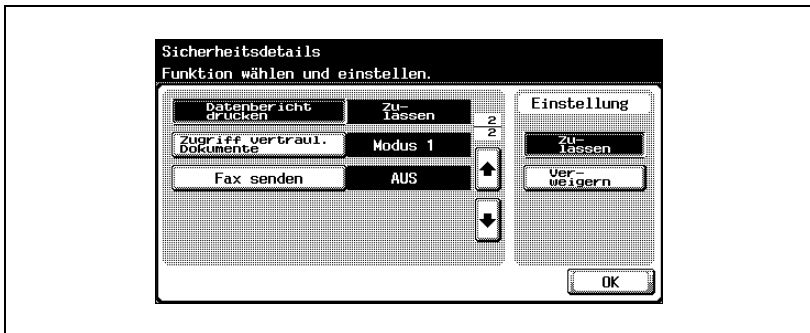 Sicherheitsdetails
Funktion wählen und einstellen.
Datenbericht
drucken
Zu-
lassen
2
2
Zugriff vertraul.
Dokumente
Modus 1
Fax senden
AUS
Einstellung
Zu-
lassen
Ver-
weigern
OK